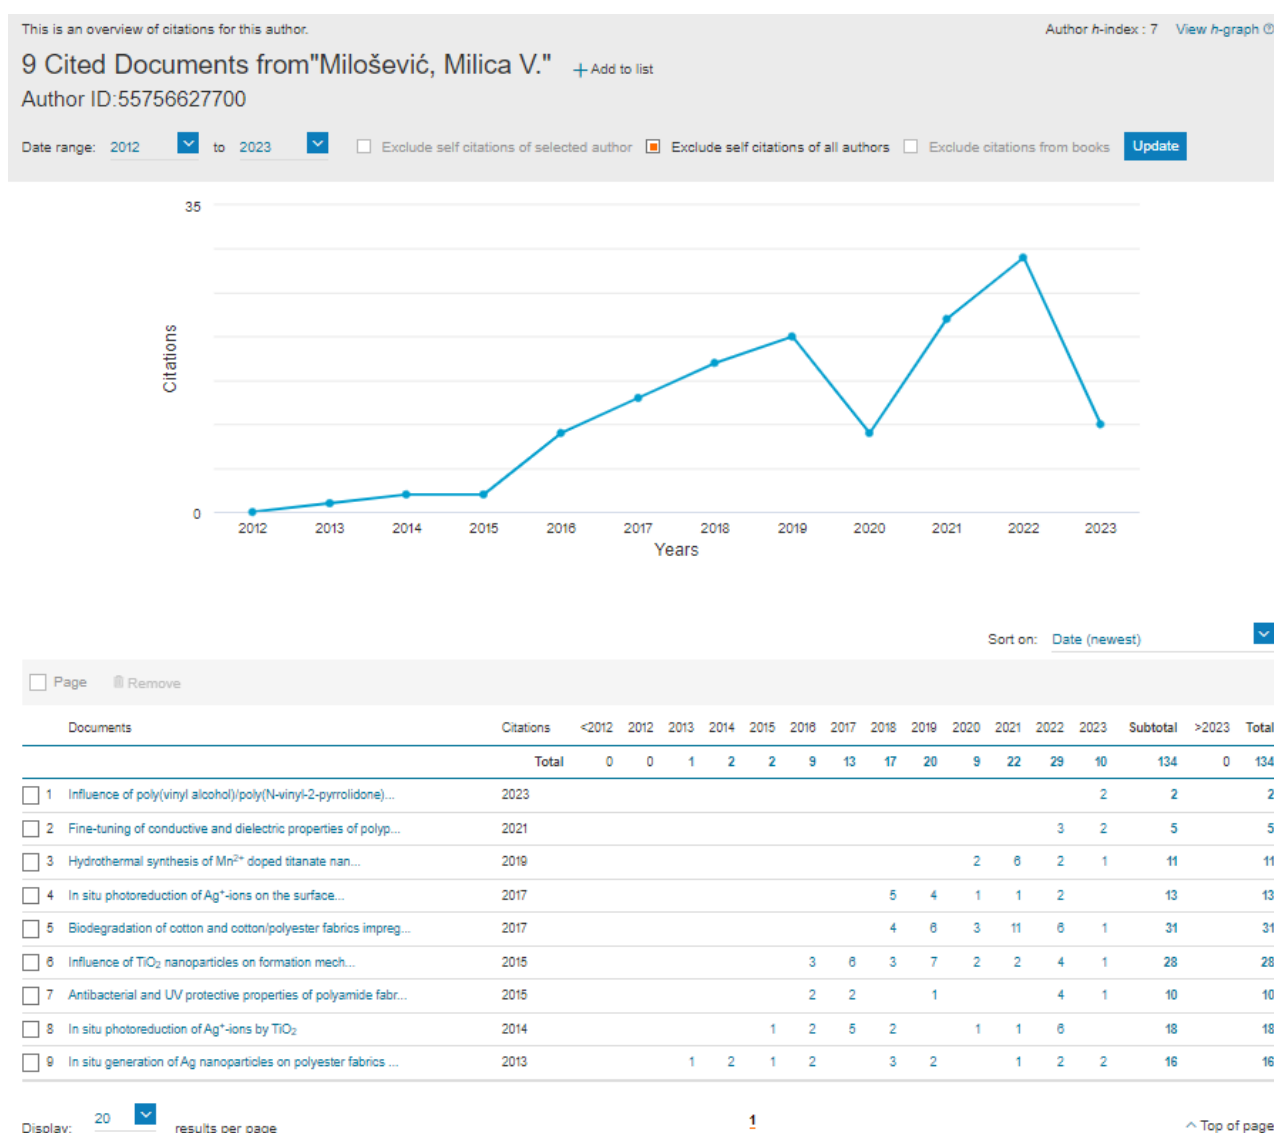 This is an overview of citations for this author.
Author h-index : 7 View h-graph
9 Cited Documents from"Milošević, Milica V." + Add to list
Author ID:55756627700
Date range: 2012 to 2023 Exclude self citations of selected author Exclude self citations of all authors Exclude citations from books Update
35
Citations
0
2012 2013 2014 2015 2016 2017 2018 2019 2020 2021 2022 2023
Years
Sort on: Date (newest)
Page Remove
Documents Citations <2012 2012 2013 2014 2015 2016 2017 2018 2019 2020 2021 2022 2023 Subtotal >2023 Total
Total 0 0 1 2 2 9 13 17 20 9 22 29 10 134 0 134
1 Influence of poly(vinyl alcohol)/poly(N-vinyl-2-pyrrolidone)... 2023 2 2 2
2 Fine-tuning of conductive and dielectric properties of polyp... 2021 3 2 5 5
3 Hydrothermal synthesis of Mn²⁺ doped titanate nan... 2019 2 6 2 1 11 11
4 In situ photoreduction of Ag⁺-ions on the surface... 2017 5 4 1 1 2 13 13
5 Biodegradation of cotton and cotton/polyester fabrics impreg... 2017 4 6 3 11 6 1 31 31
6 Influence of TiO₂ nanoparticles on formation mech... 2015 3 6 3 7 2 2 4 1 28 28
7 Antibacterial and UV protective properties of polyamide fabr... 2015 2 2 1 4 1 10 10
8 In situ photoreduction of Ag⁺-ions by TiO₂ 2014 1 2 5 2 1 1 6 18 18
9 In situ generation of Ag nanoparticles on polyester fabrics ... 2013 1 2 1 2 3 2 1 2 2 16 16
Display: 20 results per page
1
Top of page